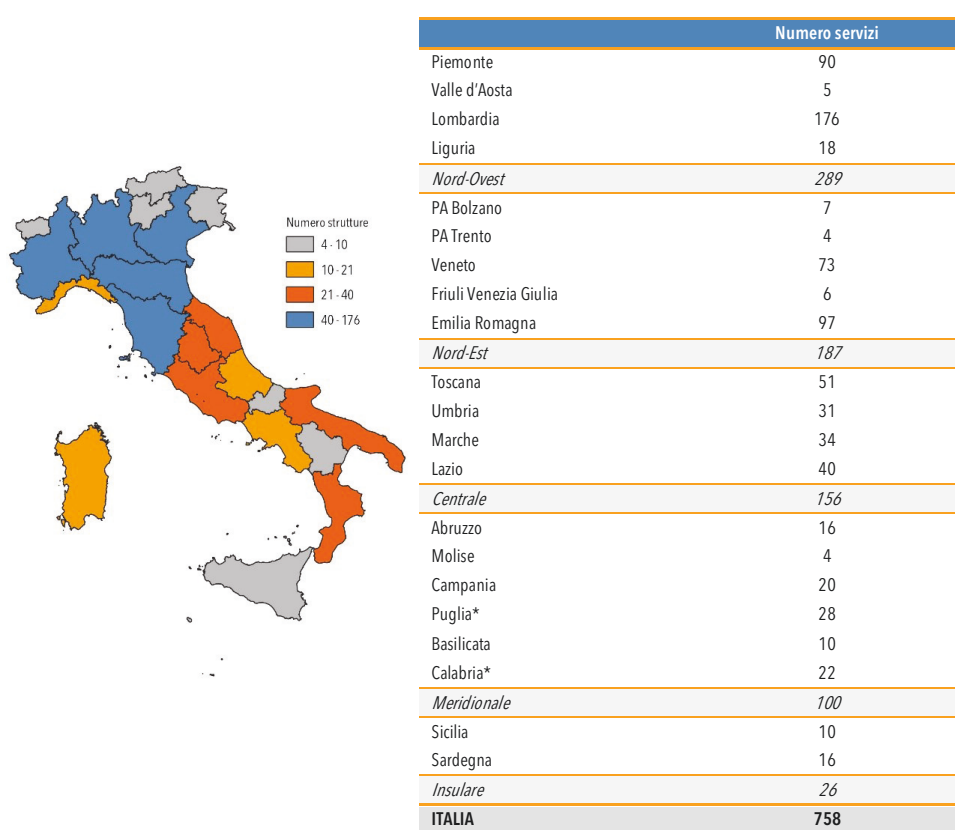 Numero strutture
4 - 10
10 - 21
21 - 40
40 - 176
Numero servizi
Piemonte 90
Valle d'Aosta 5
Lombardia 176
Liguria 18
Nord-Ovest 289
PA Bolzano 7
PA Trento 4
Veneto 73
Friuli Venezia Giulia 6
Emilia Romagna 97
Nord-Est 187
Toscana 51
Umbria 31
Marche 34
Lazio 40
Centrale 156
Abruzzo 16
Molise 4
Campania 20
Puglia* 28
Basilicata 10
Calabria* 22
Meridionale 100
Sicilia 10
Sardegna 16
Insulare 26
ITALIA 758